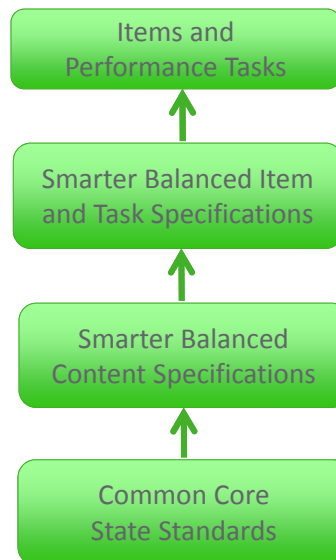 Items and
Performance Tasks
Smarter Balanced Item
and Task Specifications
Smarter Balanced
Content Specifications
Common Core
State Standards